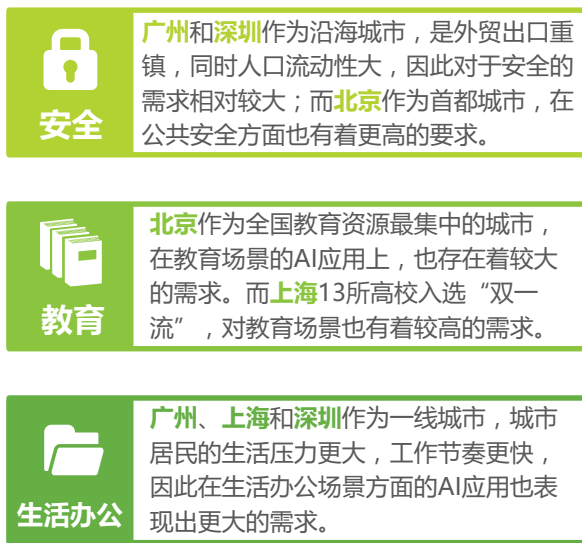 安全
广州和深圳作为沿海城市，是外贸出口重
镇，同时人口流动性大，因此对于安全的
需求相对较大；而北京作为首都城市，在
公共安全方面也有着更高的要求。
教育
北京作为全国教育资源最集中的城市，
在教育场景的AI应用上，也存在着较大
的需求。而上海13所高校入选“双一
流”，对教育场景也有着较高的需求。
生活办公
广州、上海和深圳作为一线城市，城市
居民的生活压力更大，工作节奏更快，
因此在生活办公场景方面的AI应用也表
现出更大的需求。